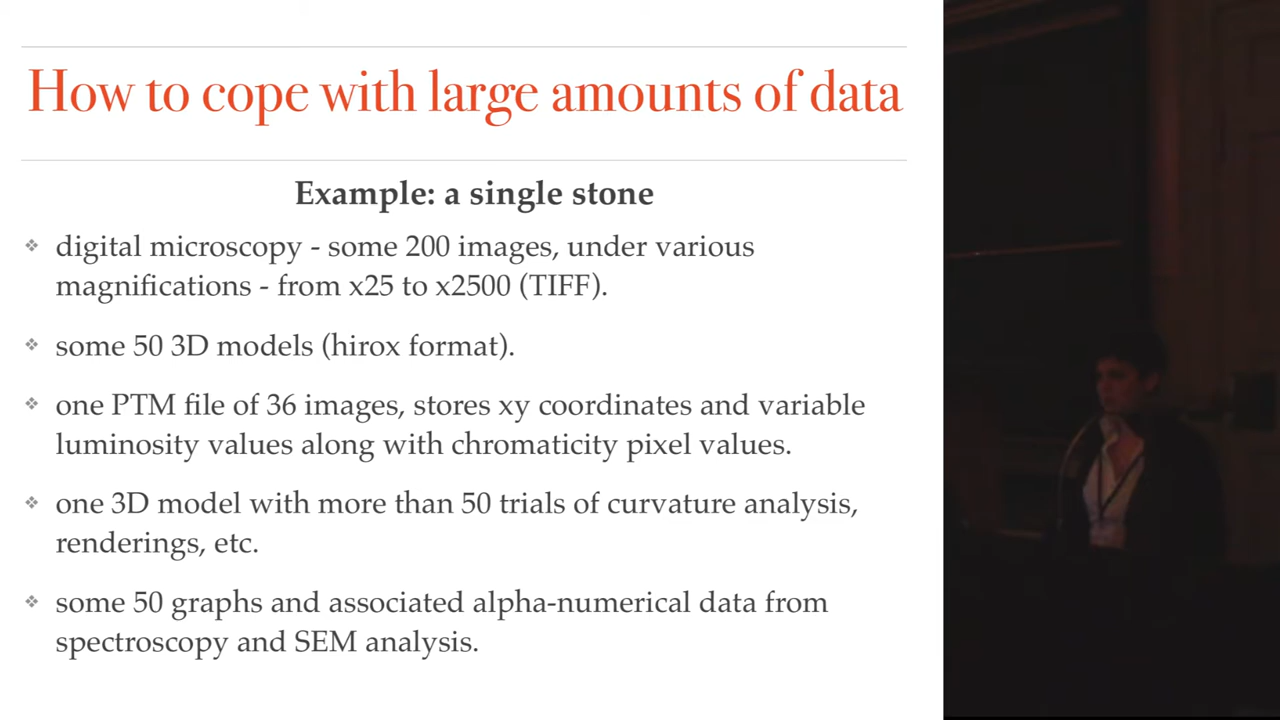 How to cope with large amounts of data
Example: a single stone
❖ digital microscopy - some 200 images, under various
magnifications - from x25 to x2500 (TIFF).
❖ some 50 3D models (hirox format).
❖ one PTM file of 36 images, stores xy coordinates and variable
luminosity values along with chromaticity pixel values.
❖ one 3D model with more than 50 trials of curvature analysis,
renderings, etc.
❖ some 50 graphs and associated alpha-numerical data from
spectroscopy and SEM analysis.